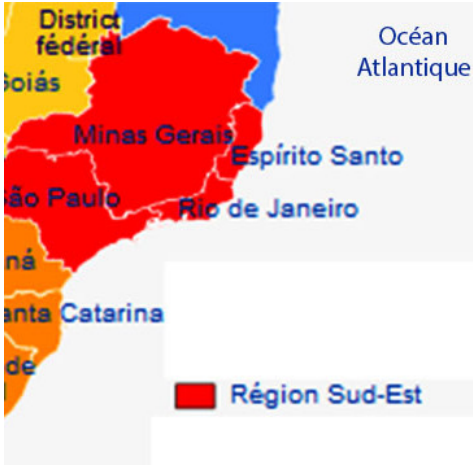 District
fédéral
Océan
Atlantique
Goiás
Minas Gerais
Espírito Santo
São Paulo
Rio de Janeiro
ná
anta Catarina
de
Région Sud-Est